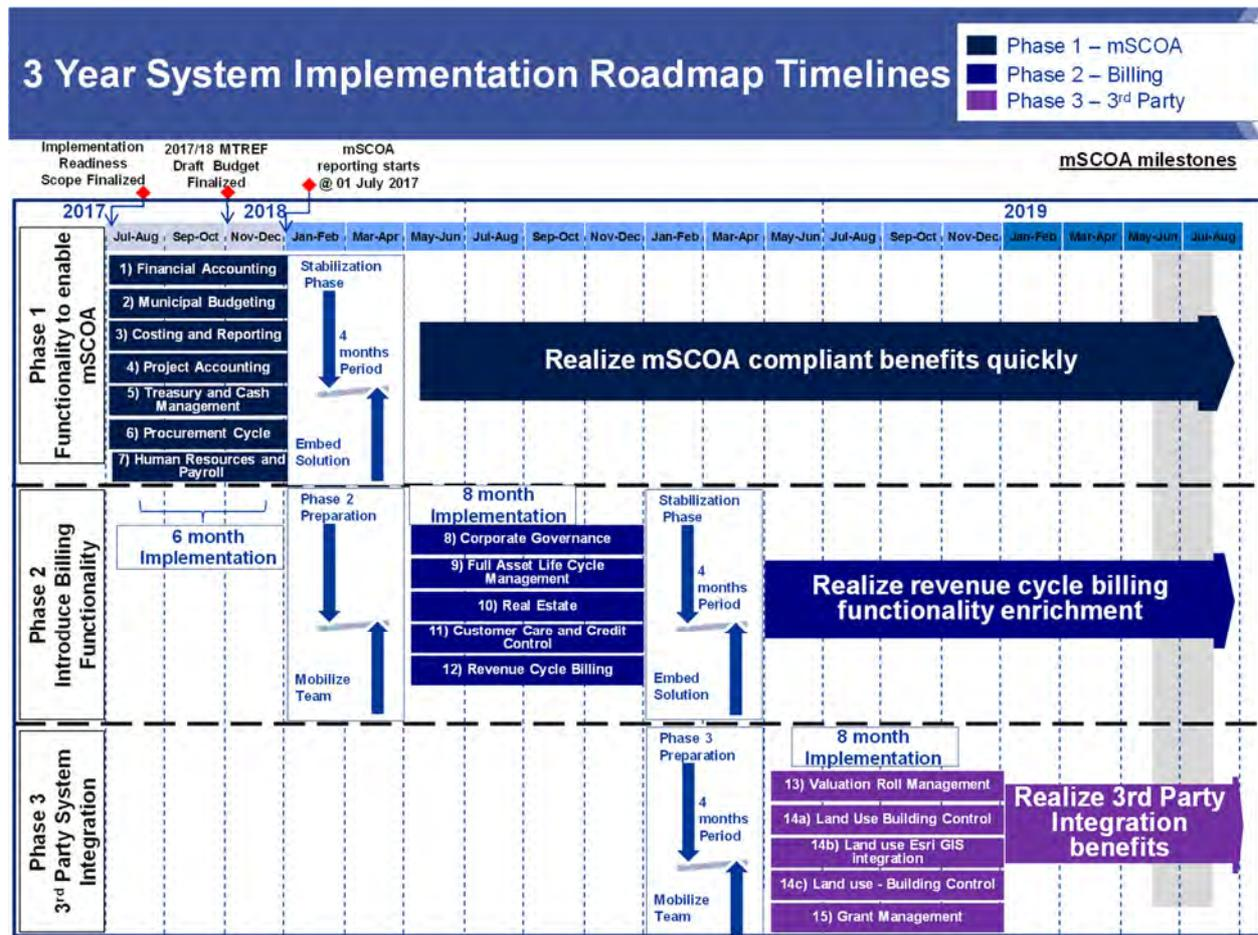 3 Year System Implementation Roadmap Timelines
Phase 1 – mSCOA
Phase 2 – Billing
Phase 3 – 3rd Party
Implementation
Readiness
Scope Finalized
2017/18 MTREF
Draft Budget
Finalized
mSCOA
reporting starts
@ 01 July 2017
mSCOA milestones
2017
2018
2019
Jul-Aug
Sep-Oct
Nov-Dec
Jan-Feb
Mar-Apr
May-Jun
Jul-Aug
Sep-Oct
Nov-Dec
Jan-Feb
Mar-Apr
May-Jun
Jul-Aug
Sep-Oct
Nov-Dec
Jan-Feb
Mar-Apr
May-Jun
Jul-Aug
Phase 1
Functionality to enable
mSCOA
1) Financial Accounting
2) Municipal Budgeting
3) Costing and Reporting
4) Project Accounting
5) Treasury and Cash
Management
6) Procurement Cycle
7) Human Resources and
Payroll
Stabilization
Phase
4
months
Period
Embed
Solution
Realize mSCOA compliant benefits quickly
Phase 2
Introduce Billing
Functionality
6 month
Implementation
Phase 2
Preparation
Mobilize
Team
8 month
Implementation
8) Corporate Governance
9) Full Asset Life Cycle
Management
10) Real Estate
11) Customer Care and Credit
Control
12) Revenue Cycle Billing
Stabilization
Phase
4
months
Period
Embed
Solution
Realize revenue cycle billing
functionality enrichment
Phase 3
3rd Party System
Integration
Phase 3
Preparation
4
months
Period
Mobilize
Team
8 month
Implementation
13) Valuation Roll Management
14a) Land Use Building Control
14b) Land use Esri GIS
integration
14c) Land use - Building Control
15) Grant Management
Realize 3rd Party
Integration
benefits